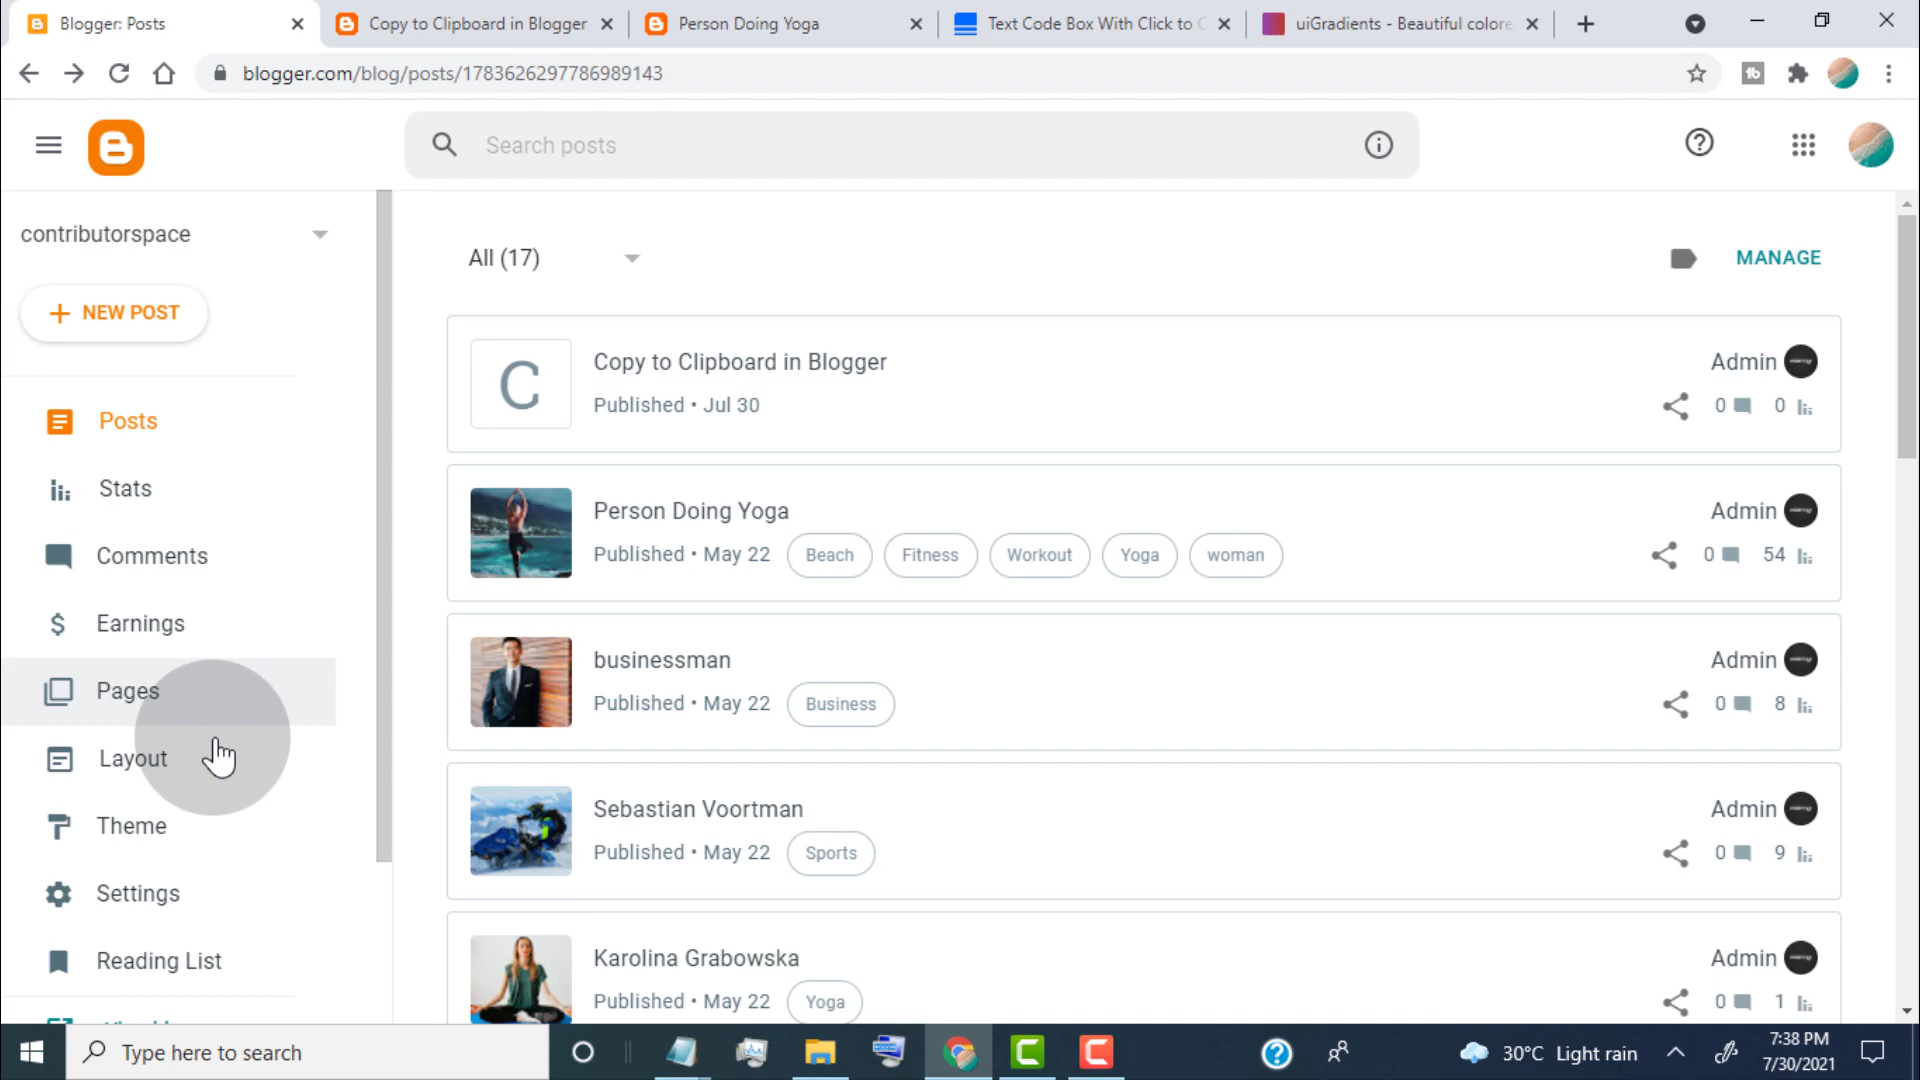 Blogger: Posts
Copy to Clipboard in Blogger
Person Doing Yoga
Text Code Box With Click to C
uiGradients - Beautiful colore
blogger.com/blog/posts/1783626297786989143
Search posts
contributorspace
NEW POST
Posts
Stats
Comments
Earnings
Pages
Layout
Theme
Settings
Reading List
All (17)
MANAGE
C
Copy to Clipboard in Blogger
Published • Jul 30
Admin
0 0
Person Doing Yoga
Published • May 22 Beach Fitness Workout Yoga woman
Admin
0 54
businessman
Published • May 22 Business
Admin
0 8
Sebastian Voortman
Published • May 22 Sports
Admin
0 9
Karolina Grabowska
Published • May 22 Yoga
Admin
0 1
Type here to search
30°C Light rain
7:38 PM
7/30/2021